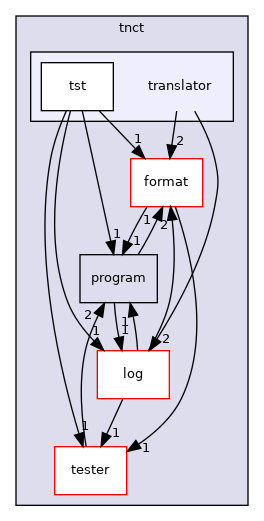 tnct
tst translator
1 2
format
1 1 1 2
program
2 1 1 1 2
log
1 1 1
tester